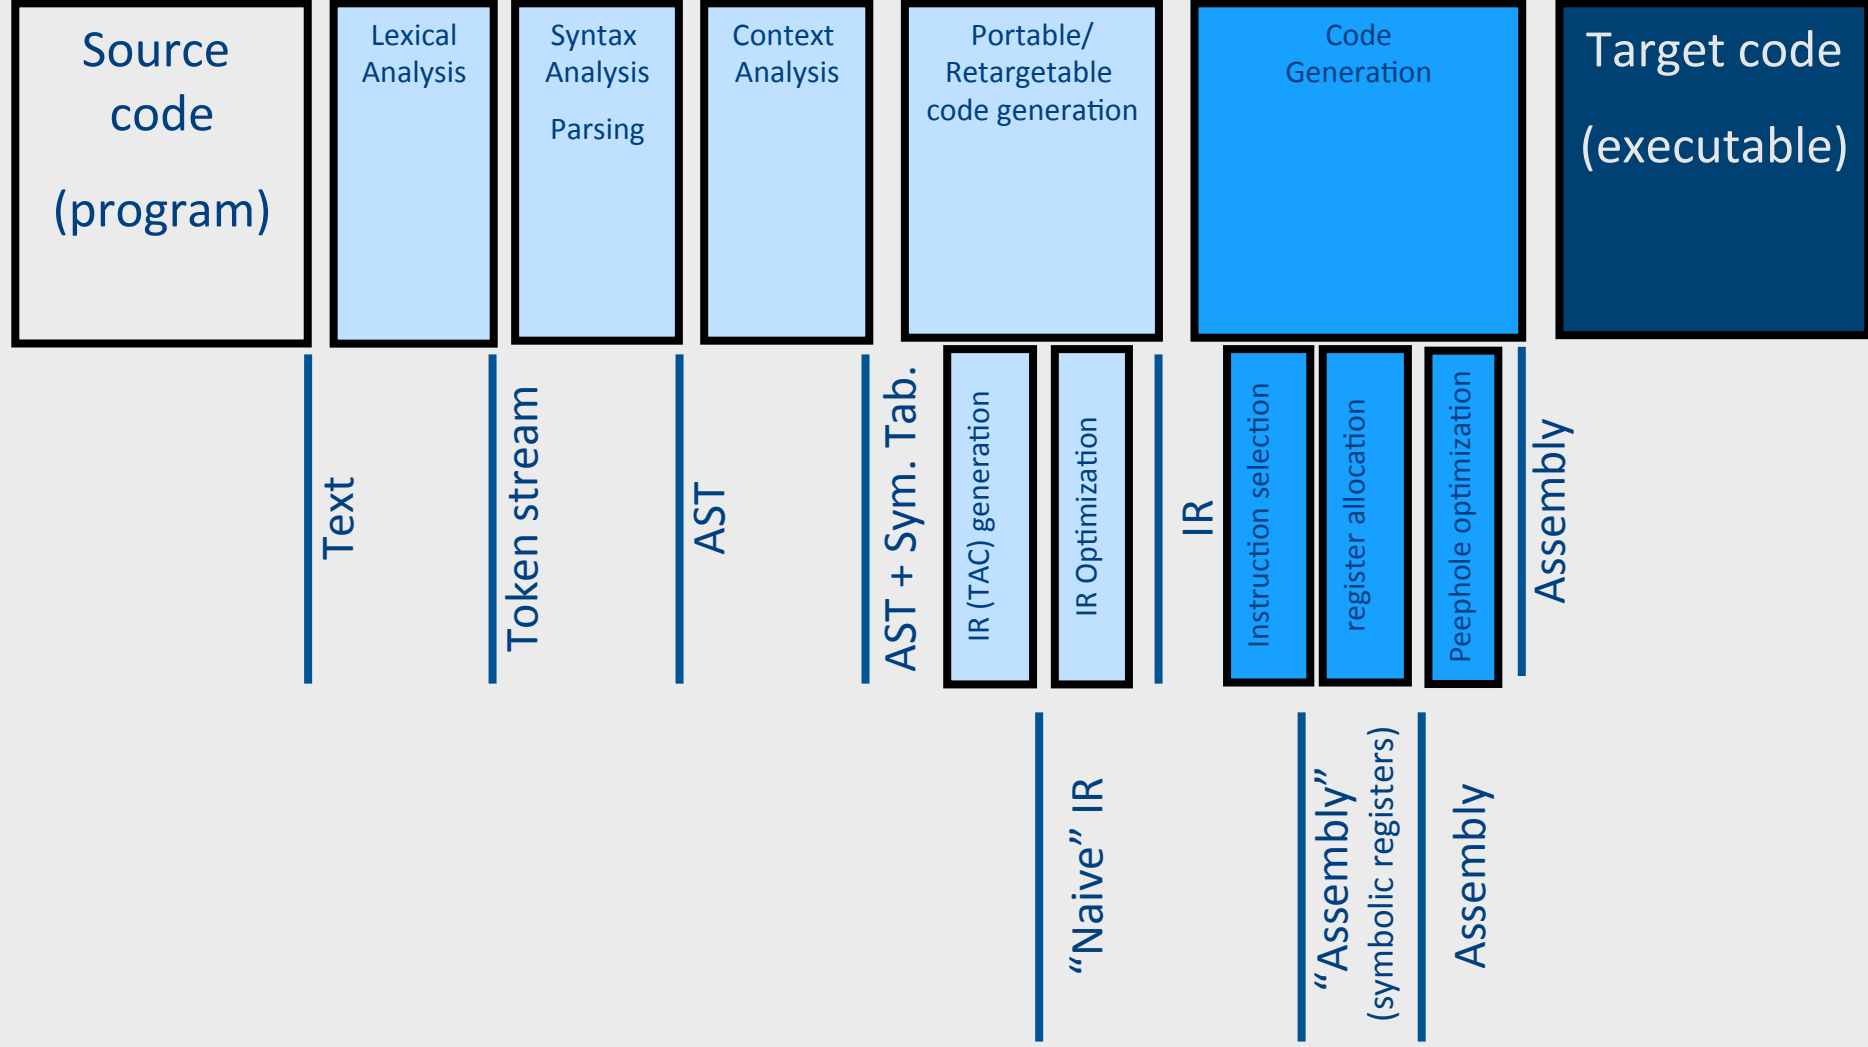 Source
code
(program)
Lexical
Analysis
Syntax
Analysis
Parsing
Context
Analysis
Portable/
Retargetable
code generation
Code
Generation
Target code
(executable)
Text
Token stream
AST
AST + Sym. Tab.
IR (TAC) generation
IR Optimization
IR
Instruction selection
register allocation
Peephole optimization
Assembly
“Naive” IR
“Assembly”
(symbolic registers)
Assembly